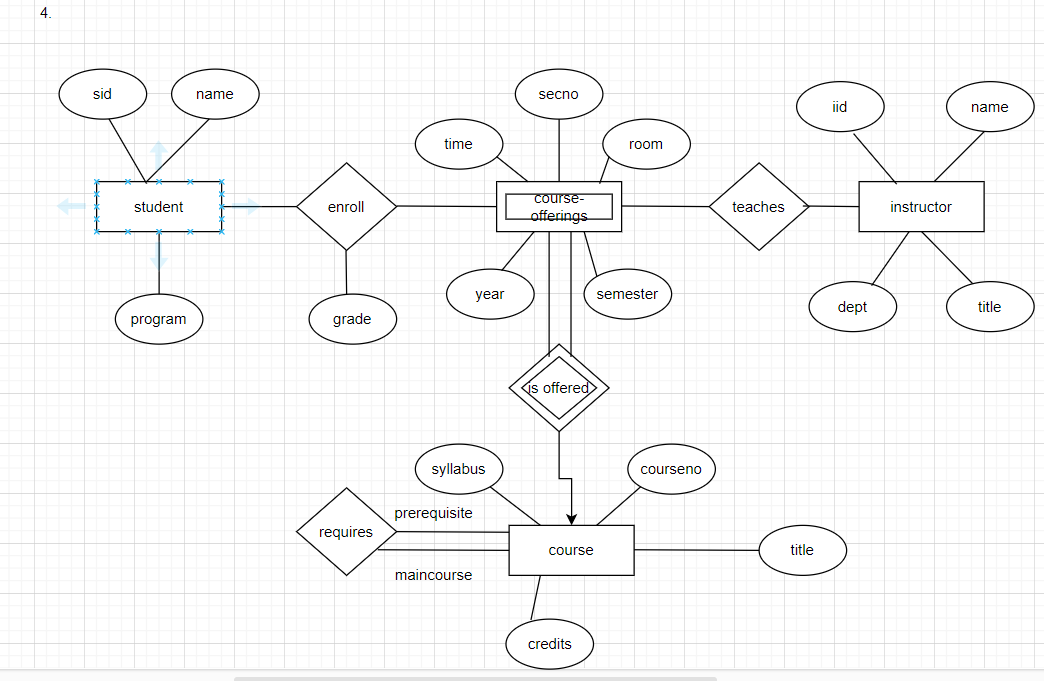 4.
sid
name
secno
iid
name
time
room
student
enroll
course-
offerings
teaches
instructor
program
grade
year
semester
dept
title
is offered
syllabus
courseno
requires
prerequisite
maincourse
course
title
credits